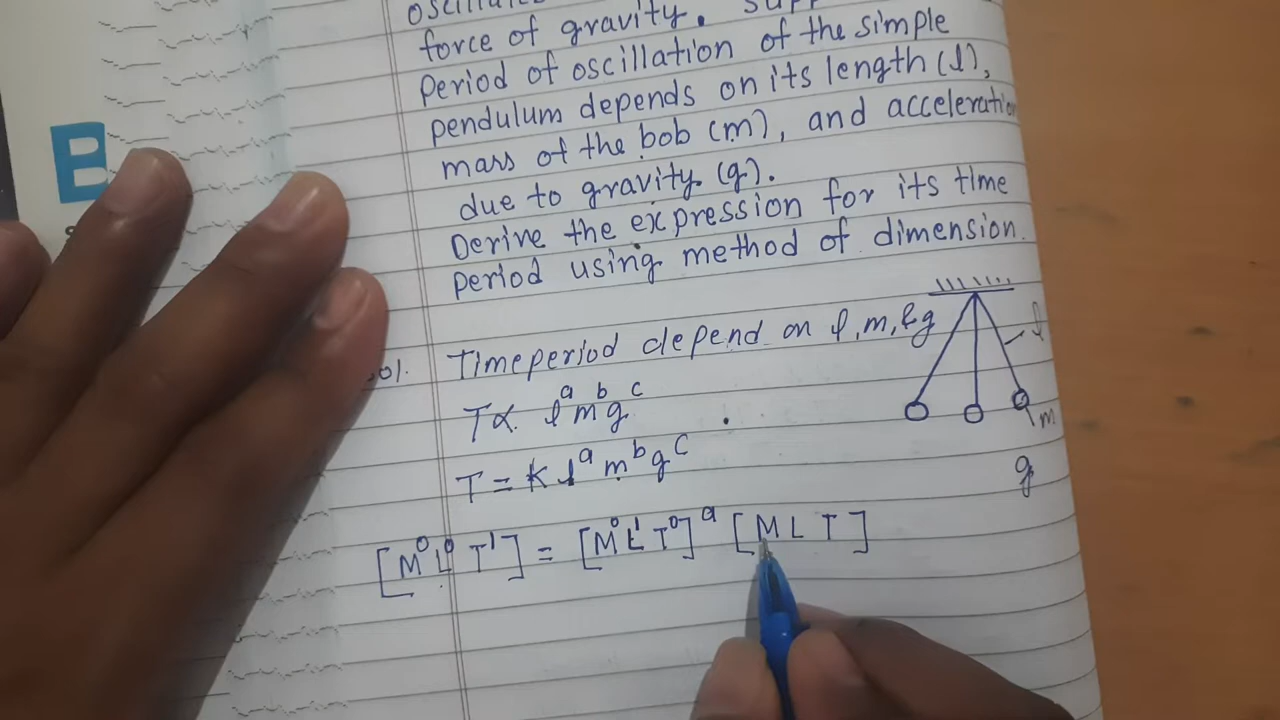 force of gravity.
period of oscillation of the simple
pendulum depends on its length (l),
mass of the bob (m), and acceleration
due to gravity (g).
Derive the expression for its time
period using method of dimension.
Sol. Time period depend on l, m, & g
T ∝ l^a m^b g^c
T = k l^a m^b g^c
[M^0 L^0 T^1] = [M^0 L^1 T^0]^a [M L T]
l
m
g
B